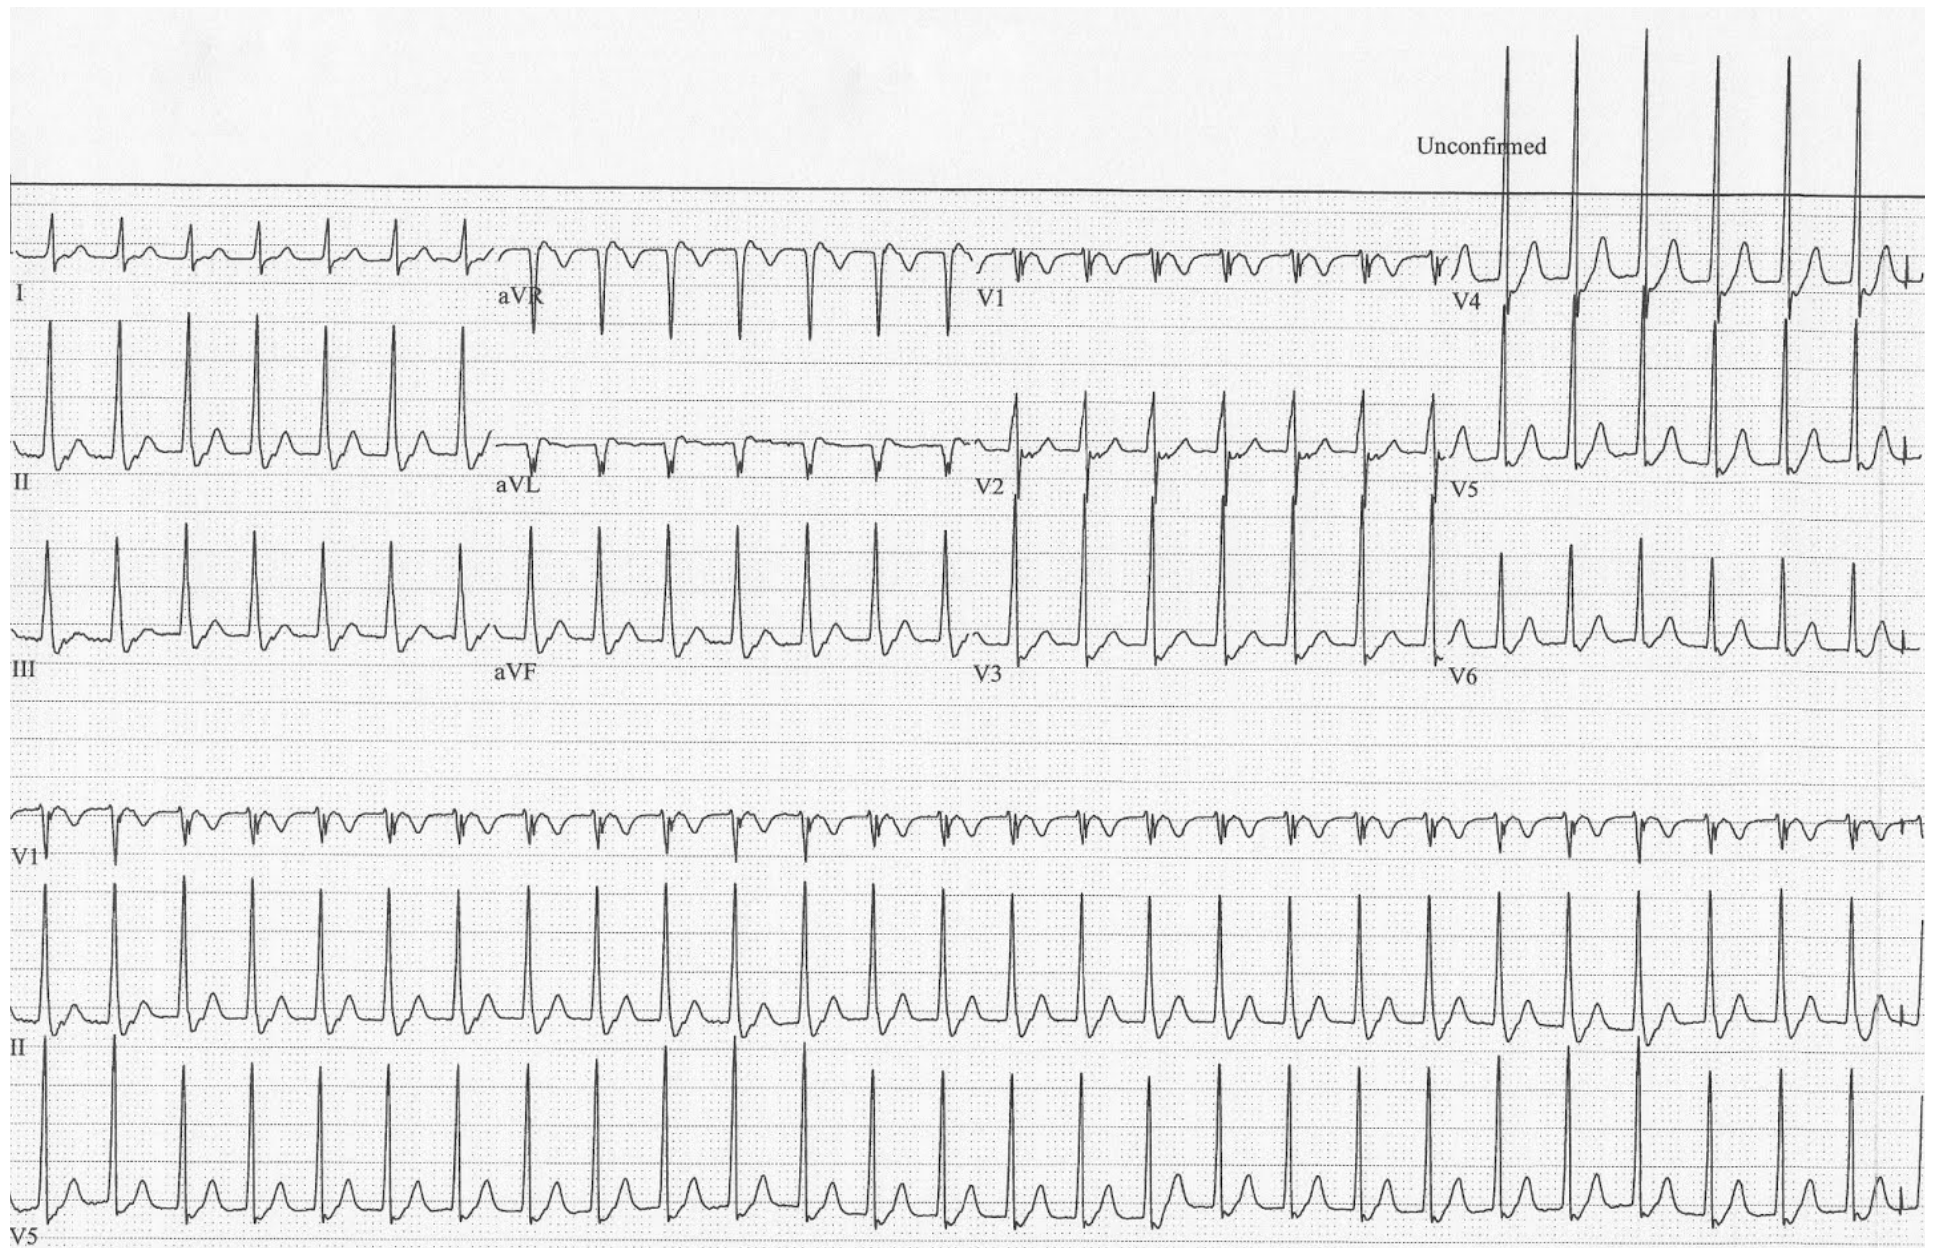 Unconfirmed
I aVR V1 V4
II aVL V2 V5
III aVF V3 V6
V1
II
V5